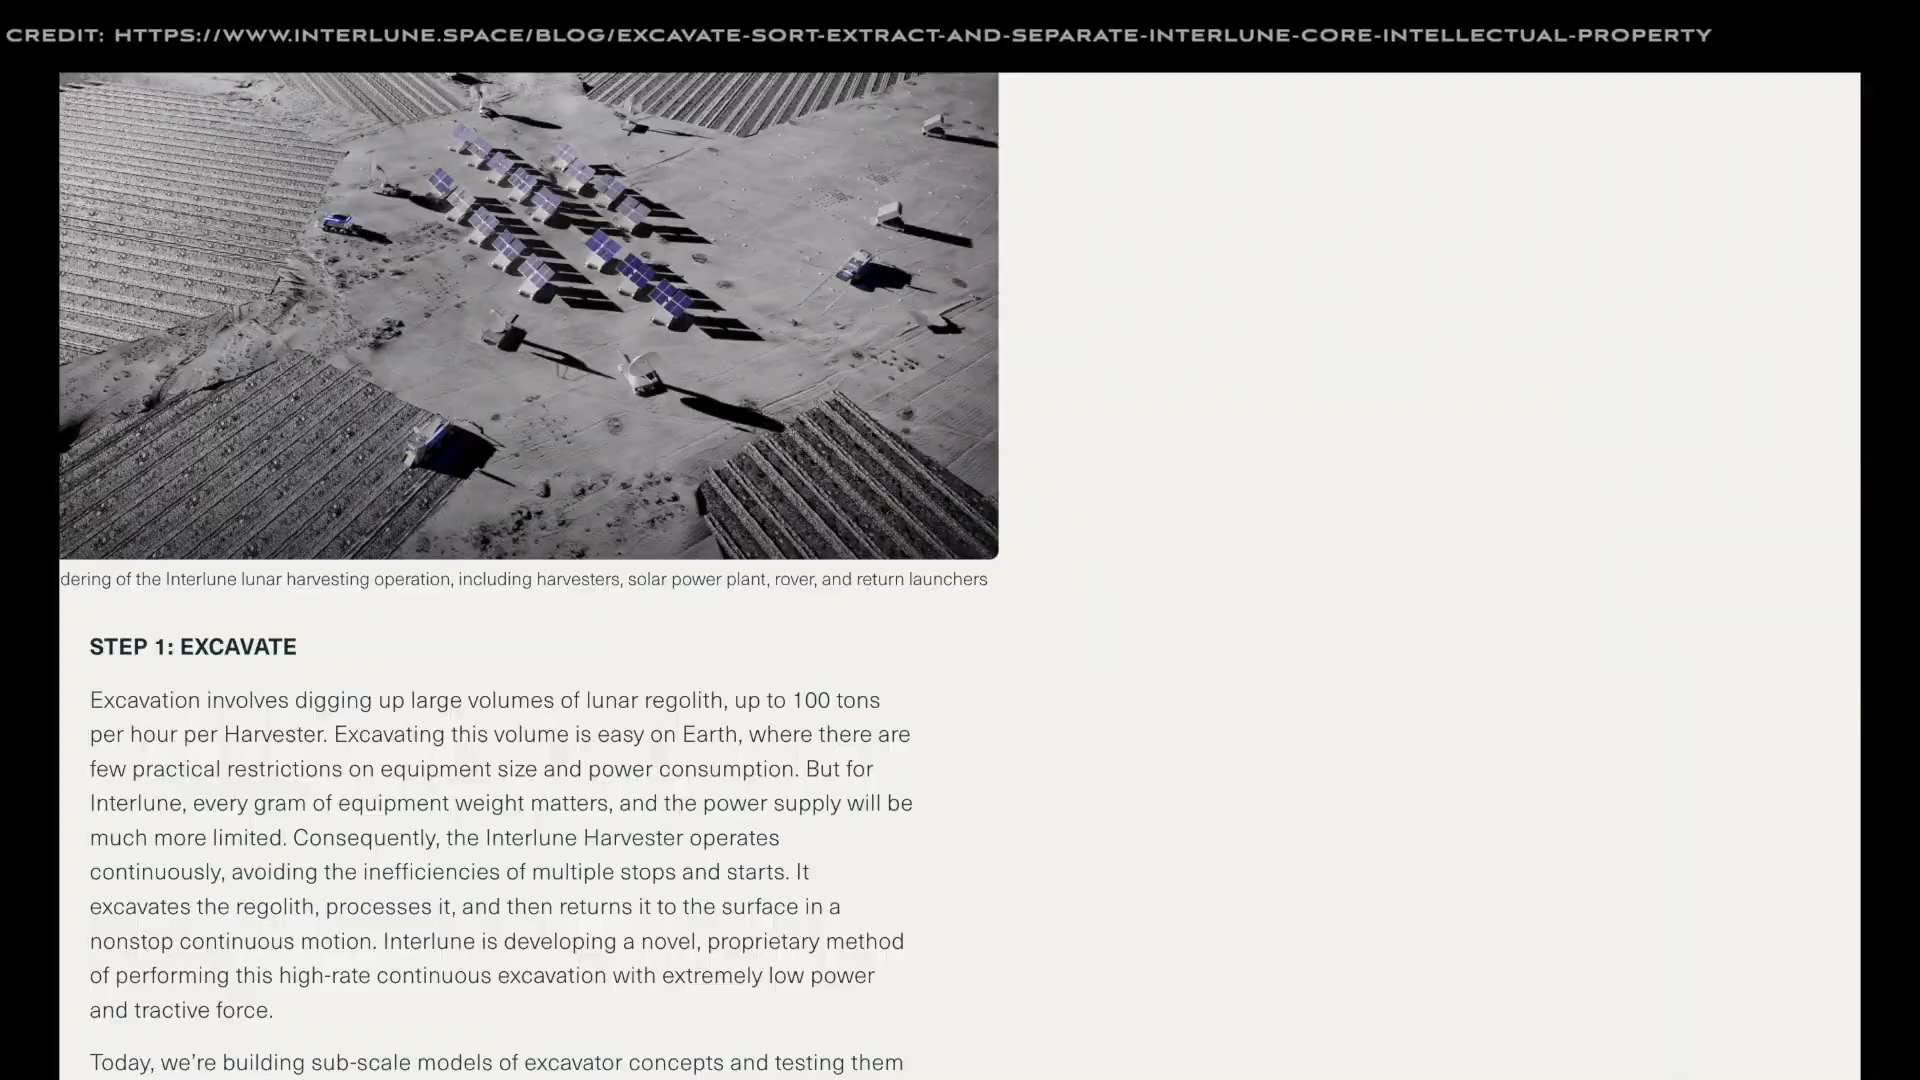 CREDIT: HTTPS://WWW.INTERLUNE.SPACE/BLOG/EXCAVATE-SORT-EXTRACT-AND-SEPARATE-INTERLUNE-CORE-INTELLECTUAL-PROPERTY
dering of the Interlune lunar harvesting operation, including harvesters, solar power plant, rover, and return launchers
STEP 1: EXCAVATE
Excavation involves digging up large volumes of lunar regolith, up to 100 tons
per hour per Harvester. Excavating this volume is easy on Earth, where there are
few practical restrictions on equipment size and power consumption. But for
Interlune, every gram of equipment weight matters, and the power supply will be
much more limited. Consequently, the Interlune Harvester operates
continuously, avoiding the inefficiencies of multiple stops and starts. It
excavates the regolith, processes it, and then returns it to the surface in a
nonstop continuous motion. Interlune is developing a novel, proprietary method
of performing this high-rate continuous excavation with extremely low power
and tractive force.
Today, we’re building sub-scale models of excavator concepts and testing them